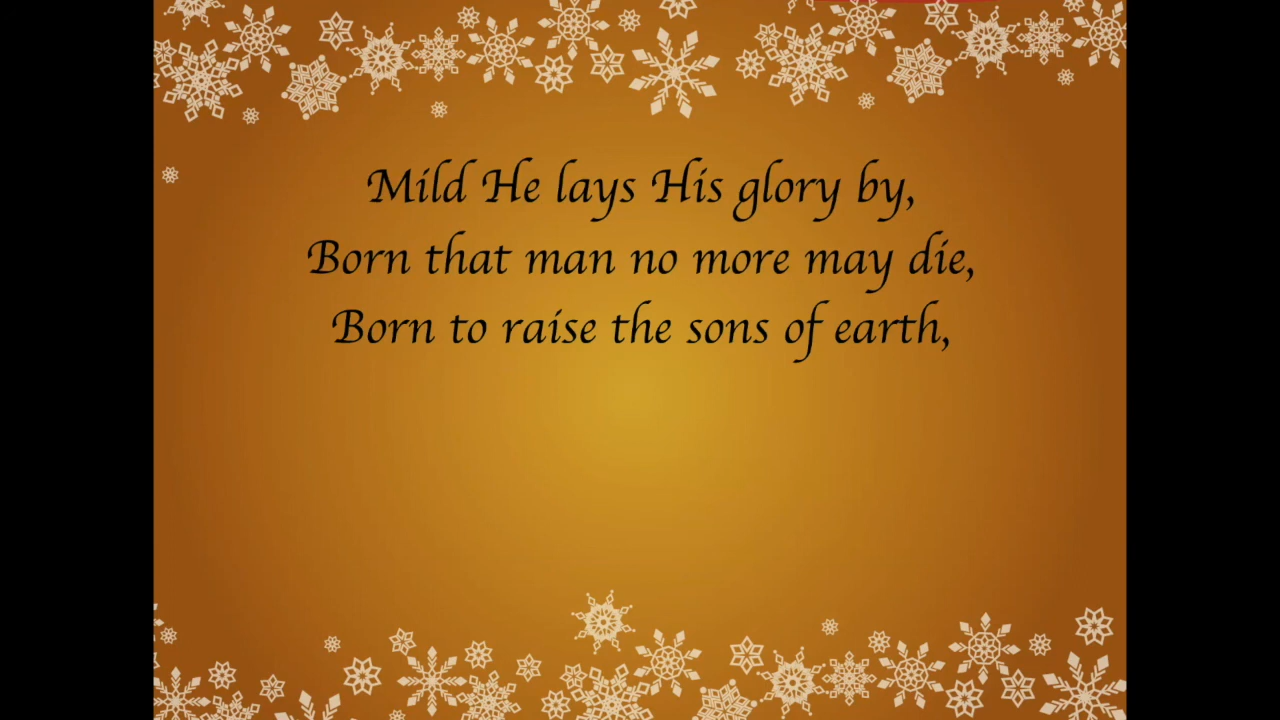 Mild He lays His glory by,
Born that man no more may die,
Born to raise the sons of earth,